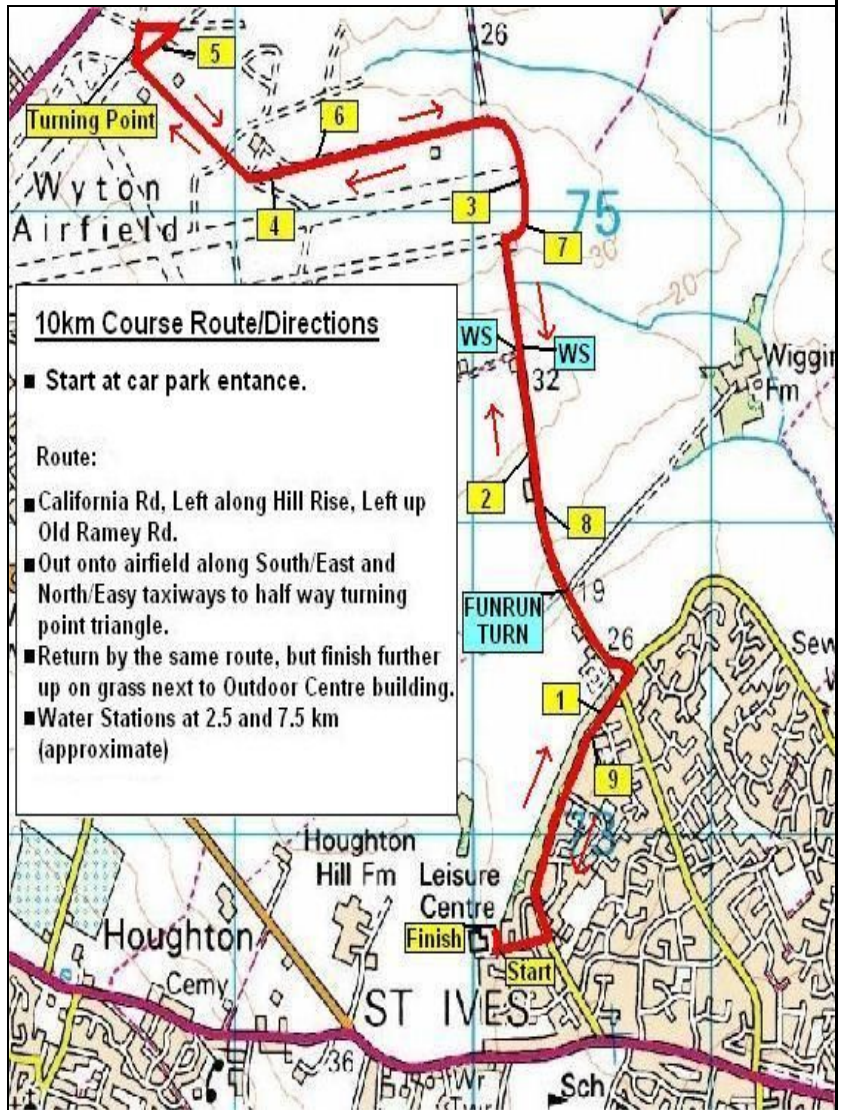 26
5
Turning Point
6
Wyton
Airfield
4
3
75
7
30
20
10km Course Route/Directions
■ Start at car park entance.
Route:
■ California Rd, Left along Hill Rise, Left up
Old Ramey Rd.
■ Out onto airfield along South/East and
North/Easy taxiways to half way turning
point triangle.
■ Return by the same route, but finish further
up on grass next to Outdoor Centre building.
■ Water Stations at 2.5 and 7.5 km
(approximate)
WS
WS
32
Fm
2
8
19
FUNRUN
TURN
26
Sew
1
9
73
Houghton
Hill Fm
Leisure
Centre
Finish
Start
Houghton
Cemy
ST IVES
36
Wr
Twr
Sch